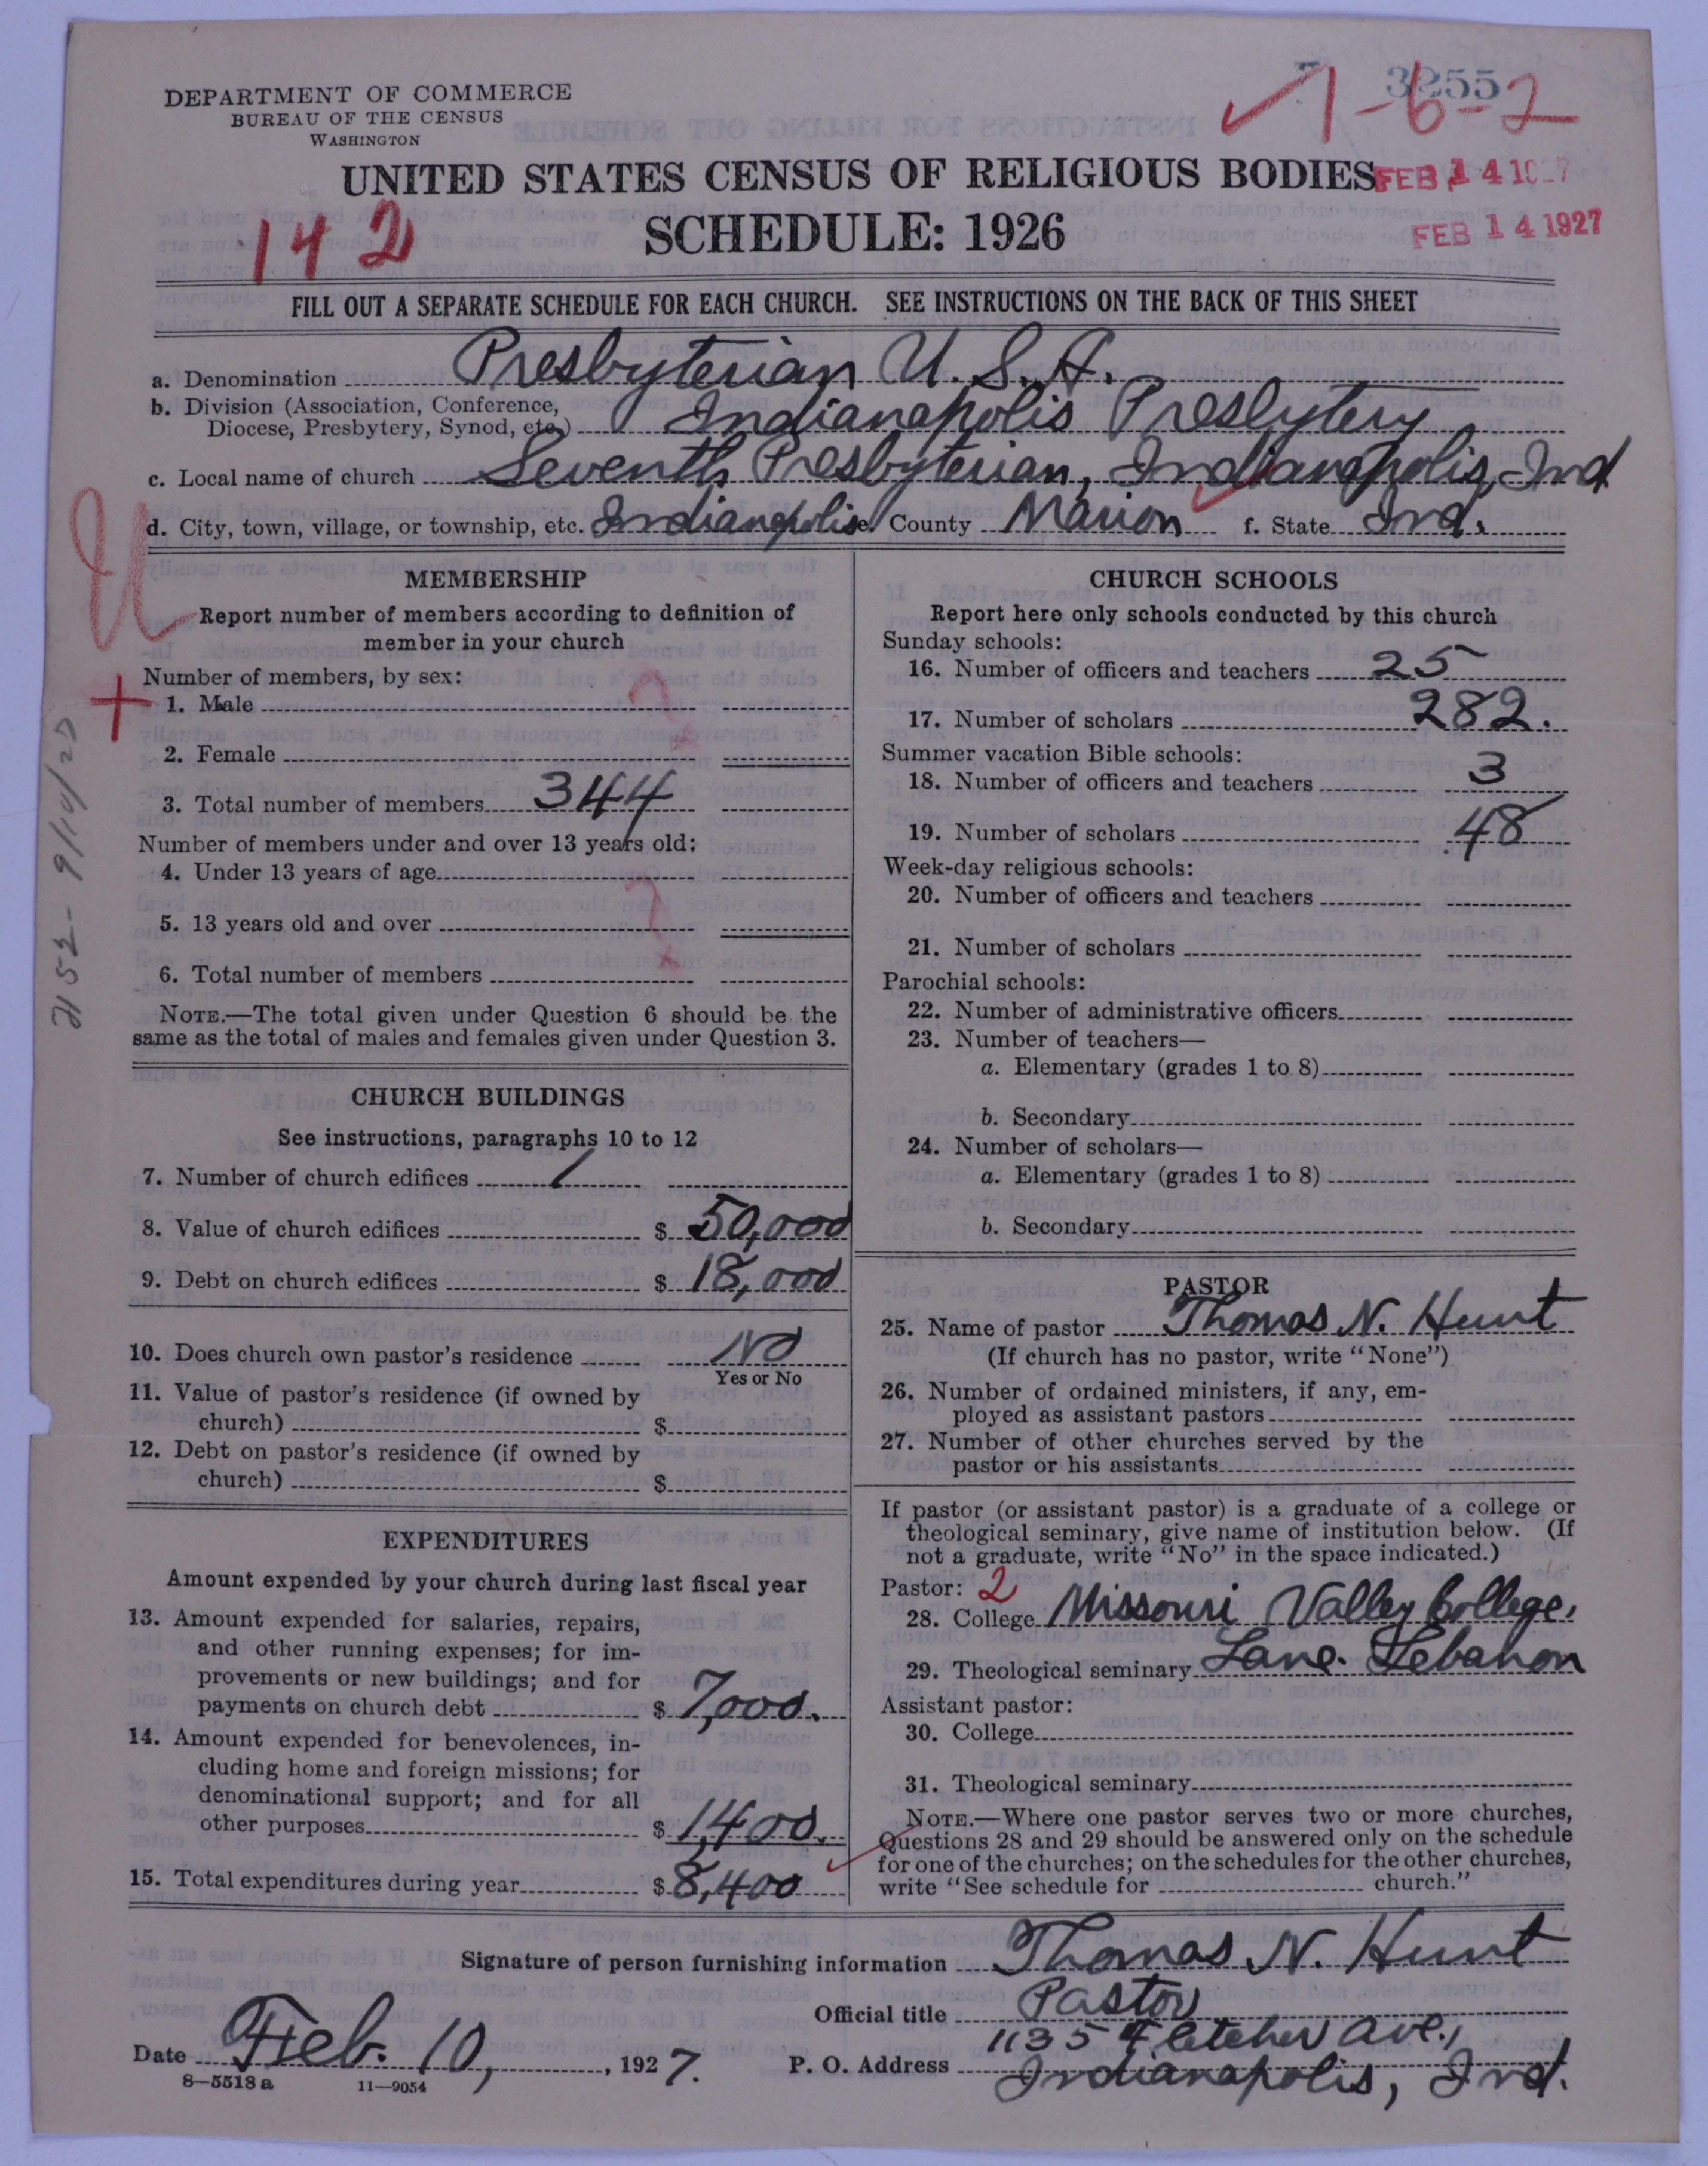 3255
1-6-2
DEPARTMENT OF COMMERCE
BUREAU OF THE CENSUS
WASHINGTON
UNITED STATES CENSUS OF RELIGIOUS BODIES
FEB 14 1927
SCHEDULE: 1926
FEB 14 1927
142
FILL OUT A SEPARATE SCHEDULE FOR EACH CHURCH. SEE INSTRUCTIONS ON THE BACK OF THIS SHEET
a. Denomination Presbyterian U.S.A.
b. Division (Association, Conference,
Diocese, Presbytery, Synod, etc.) Indianapolis Presbytery
c. Local name of church Seventh Presbyterian, Indianapolis, Ind
d. City, town, village, or township, etc. Indianapolis e. County Marion f. State Ind.
U
MEMBERSHIP
Report number of members according to definition of
member in your church
Number of members, by sex:
1. Male
2. Female
3. Total number of members 344
Number of members under and over 13 years old:
4. Under 13 years of age
5. 13 years old and over
6. Total number of members
NOTE.—The total given under Question 6 should be the
same as the total of males and females given under Question 3.
CHURCH BUILDINGS
See instructions, paragraphs 10 to 12
7. Number of church edifices 1
8. Value of church edifices $ 50,000
9. Debt on church edifices $ 18,000
10. Does church own pastor's residence No
Yes or No
11. Value of pastor's residence (if owned by
church) $
12. Debt on pastor's residence (if owned by
church) $
EXPENDITURES
Amount expended by your church during last fiscal year
13. Amount expended for salaries, repairs,
and other running expenses; for im-
provements or new buildings; and for
payments on church debt $ 7,000.
14. Amount expended for benevolences, in-
cluding home and foreign missions; for
denominational support; and for all
other purposes $ 1,400.
15. Total expenditures during year $ 8,400
CHURCH SCHOOLS
Report here only schools conducted by this church
Sunday schools:
16. Number of officers and teachers 25
17. Number of scholars 282.
Summer vacation Bible schools:
18. Number of officers and teachers 3
19. Number of scholars 48
Week-day religious schools:
20. Number of officers and teachers
21. Number of scholars
Parochial schools:
22. Number of administrative officers
23. Number of teachers—
a. Elementary (grades 1 to 8)
b. Secondary
24. Number of scholars—
a. Elementary (grades 1 to 8)
b. Secondary
PASTOR
25. Name of pastor Thomas N. Hunt
(If church has no pastor, write "None")
26. Number of ordained ministers, if any, em-
ployed as assistant pastors
27. Number of other churches served by the
pastor or his assistants
If pastor (or assistant pastor) is a graduate of a college or
theological seminary, give name of institution below. (If
not a graduate, write "No" in the space indicated.)
Pastor: 2
28. College Missouri Valley College,
29. Theological seminary Lane. Lebanon
Assistant pastor:
30. College
31. Theological seminary
NOTE.—Where one pastor serves two or more churches,
Questions 28 and 29 should be answered only on the schedule
for one of the churches; on the schedules for the other churches,
write "See schedule for church."
Signature of person furnishing information Thomas N. Hunt
Official title Pastor
1135 Fletcher Ave.,
Date Feb. 10, 1927. P. O. Address Indianapolis, Ind.
8—5518 a 11—9054